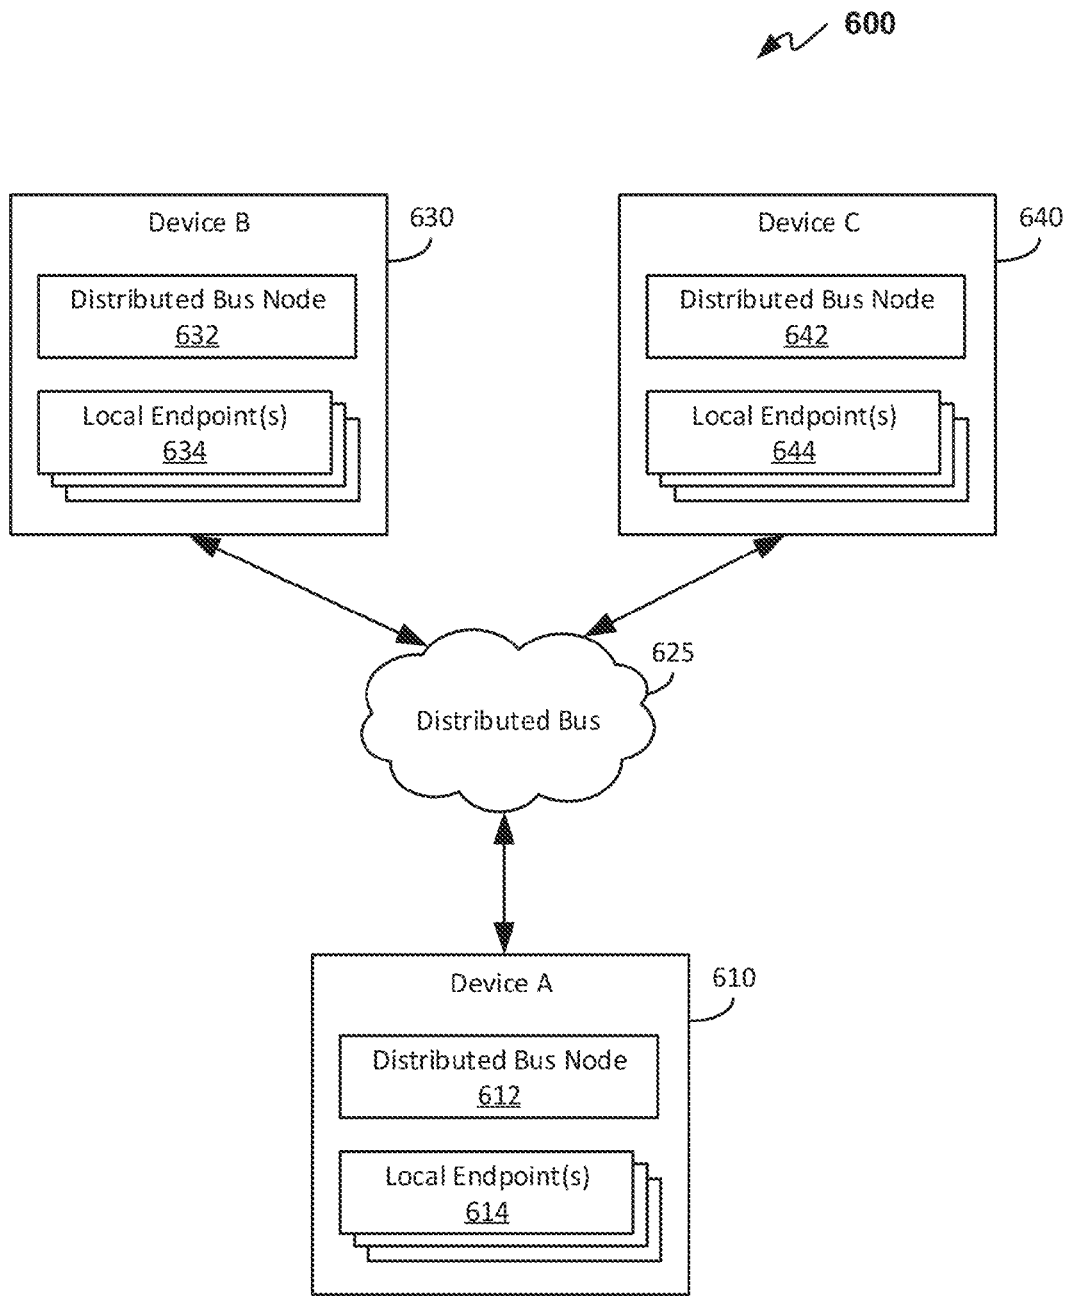 600
Device B
630
Distributed Bus Node
632
Local Endpoint(s)
634
Device C
640
Distributed Bus Node
642
Local Endpoint(s)
644
625
Distributed Bus
Device A
610
Distributed Bus Node
612
Local Endpoint(s)
614